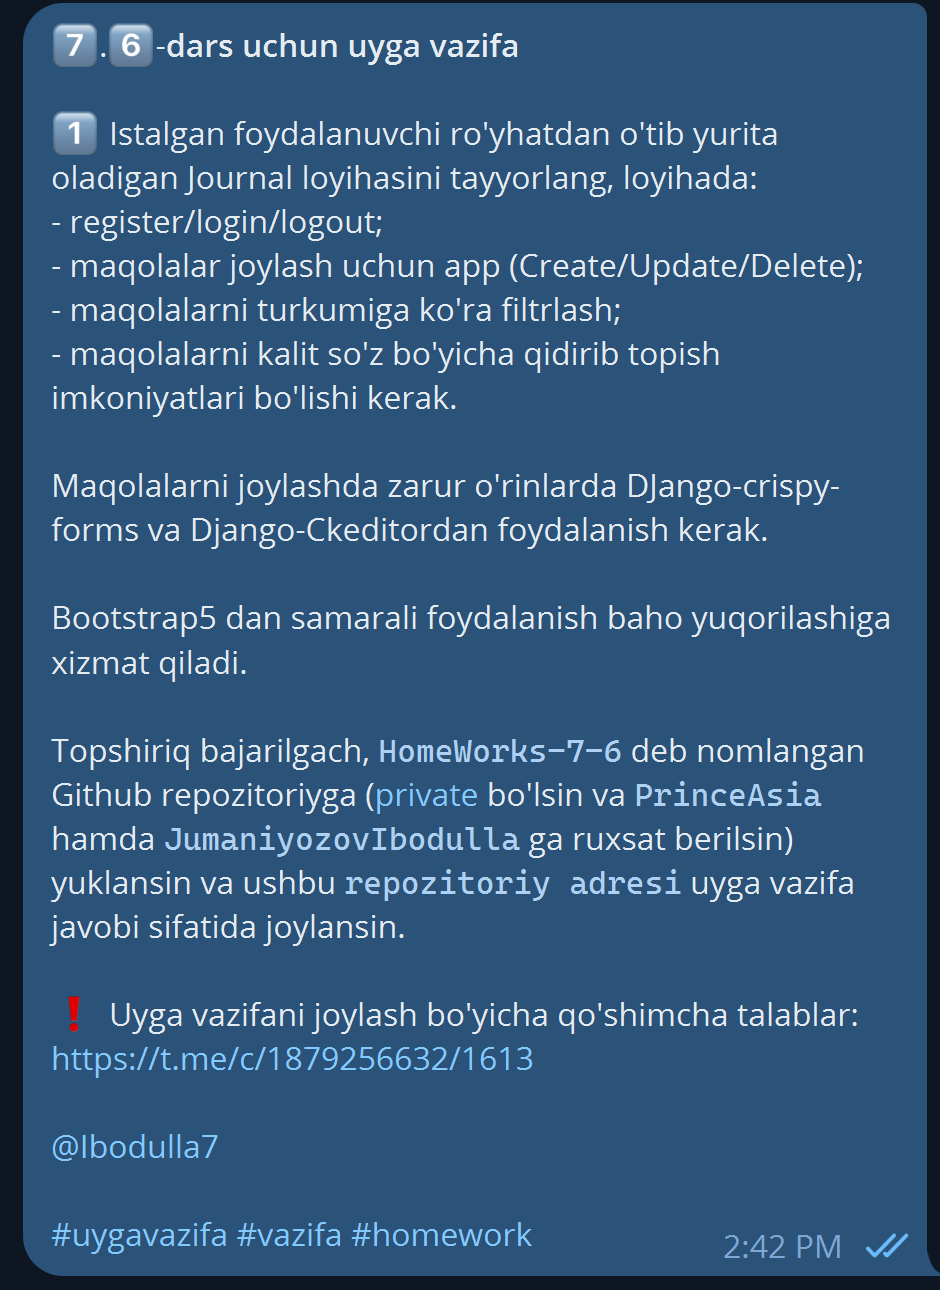 7.6-dars uchun uyga vazifa
1 Istalgan foydalanuvchi ro'yhatdan o'tib yurita
oladigan Journal loyihasini tayyorlang, loyihada:
- register/login/logout;
- maqolalar joylash uchun app (Create/Update/Delete);
- maqolalarni turkumiga ko'ra filtrlash;
- maqolalarni kalit so'z bo'yicha qidirib topish
imkoniyatlari bo'lishi kerak.
Maqolalarni joylashda zarur o'rinlarda DJango-crispy-
forms va Django-Ckeditordan foydalanish kerak.
Bootstrap5 dan samarali foydalanish baho yuqorilashiga
xizmat qiladi.
Topshiriq bajarilgach, HomeWorks-7-6 deb nomlangan
Github repozitoriyga (private bo'lsin va PrinceAsia
hamda JumaniyozovIbodulla ga ruxsat berilsin)
yuklansin va ushbu repozitoriy adresi uyga vazifa
javobi sifatida joylansin.
❗ Uyga vazifani joylash bo'yicha qo'shimcha talablar:
https://t.me/c/1879256632/1613
@Ibodulla7
#uygavazifa #vazifa #homework
2:42 PM